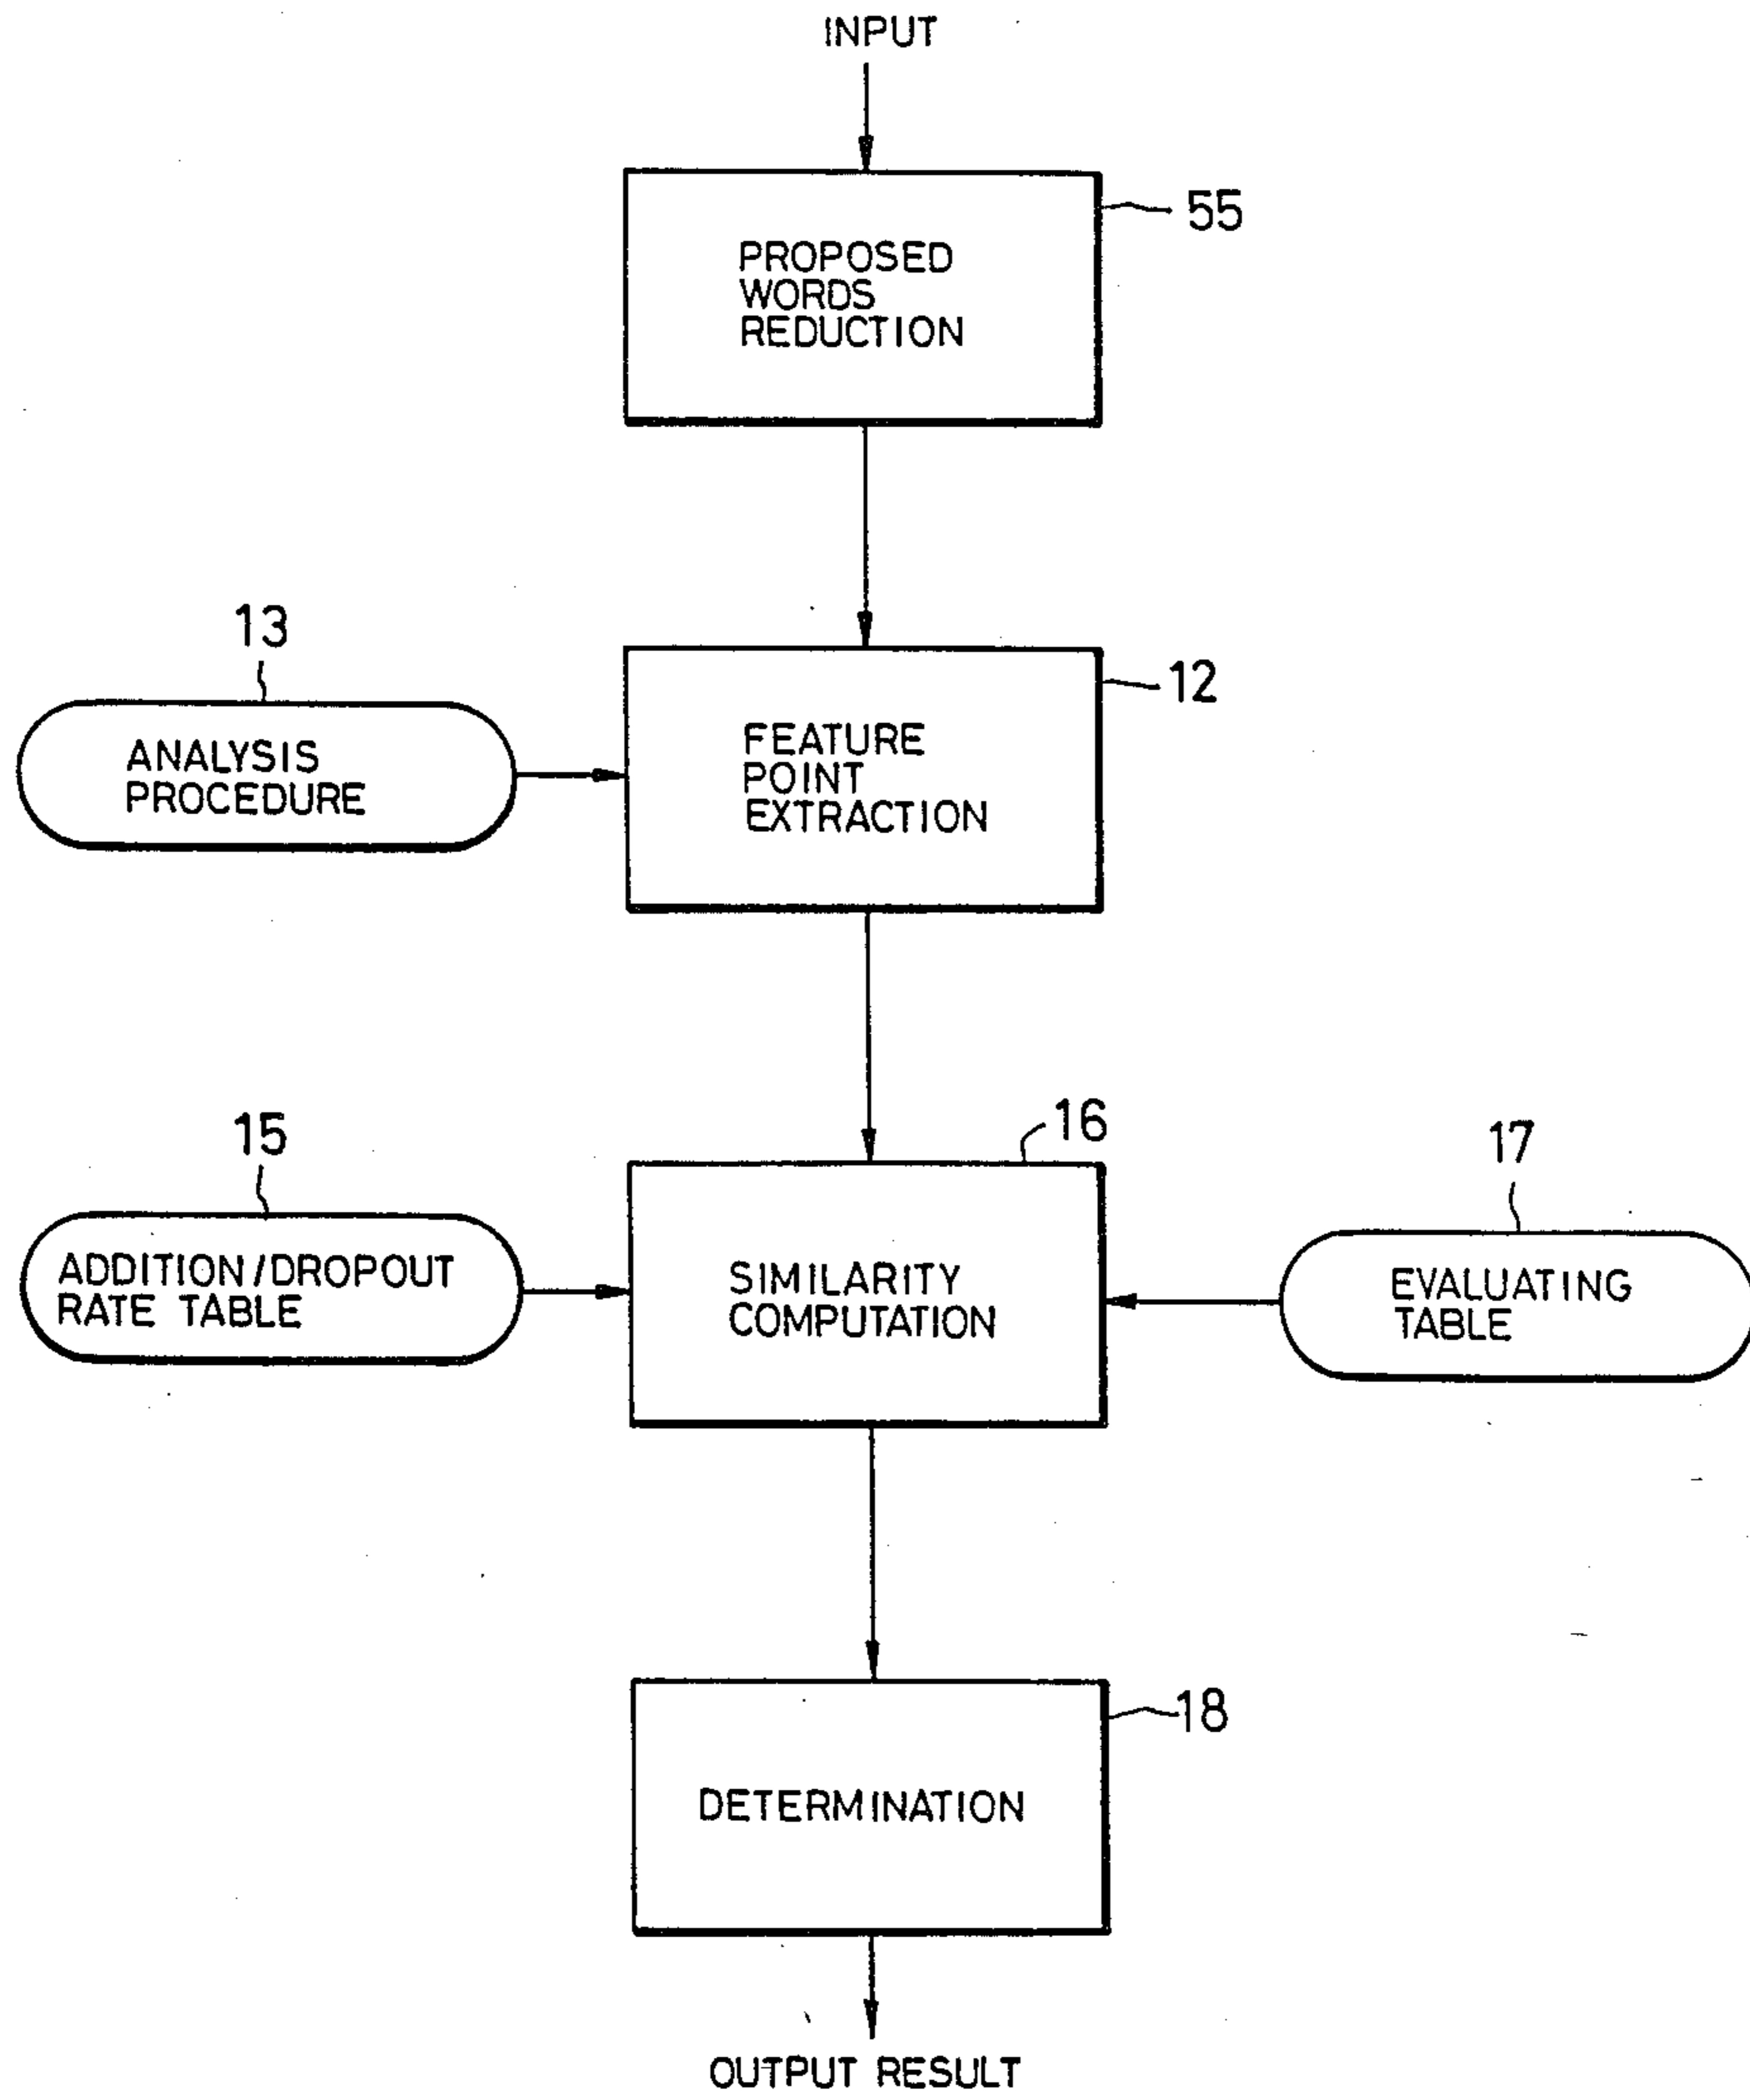 INPUT
55
PROPOSED
WORDS
REDUCTION
13
12
ANALYSIS
PROCEDURE
FEATURE
POINT
EXTRACTION
15
16
17
ADDITION/DROPOUT
RATE TABLE
SIMILARITY
COMPUTATION
EVALUATING
TABLE
18
DETERMINATION
OUTPUT RESULT